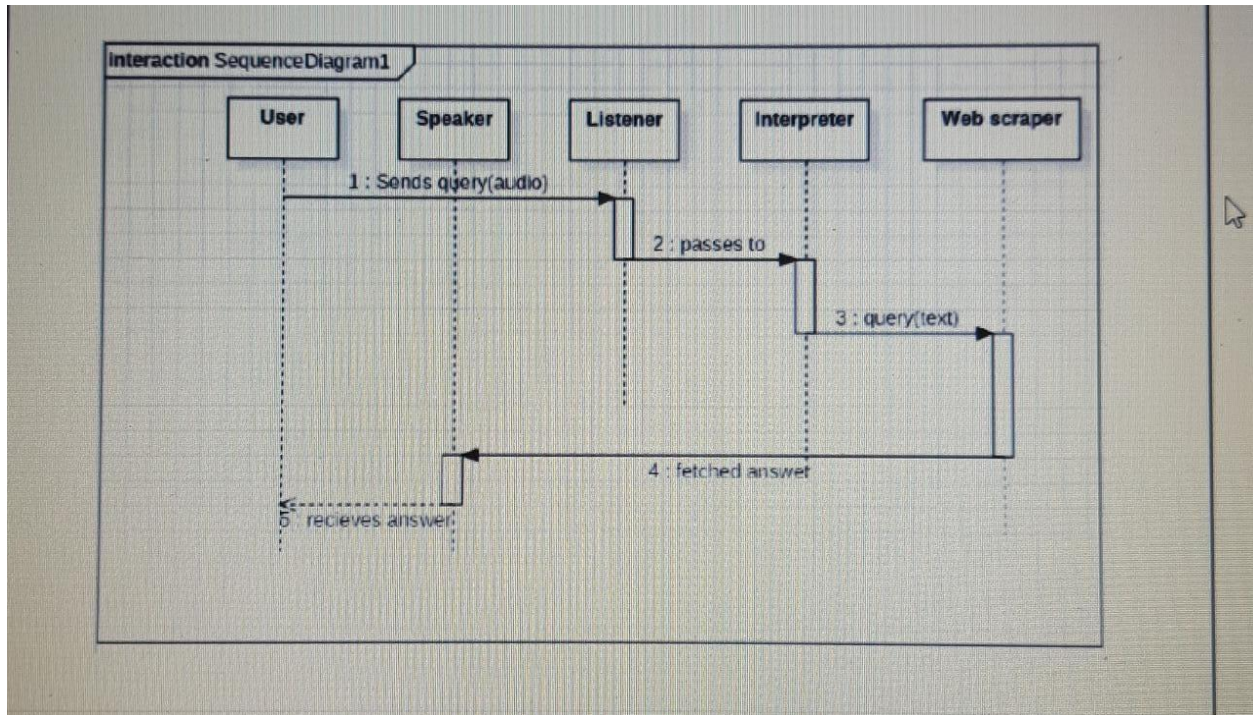 interaction SequenceDiagram1
User
Speaker
Listener
Interpreter
Web scraper
1 : Sends query(audio)
2 : passes to
3 : query(text)
4 : fetched answer
5 : recieves answer